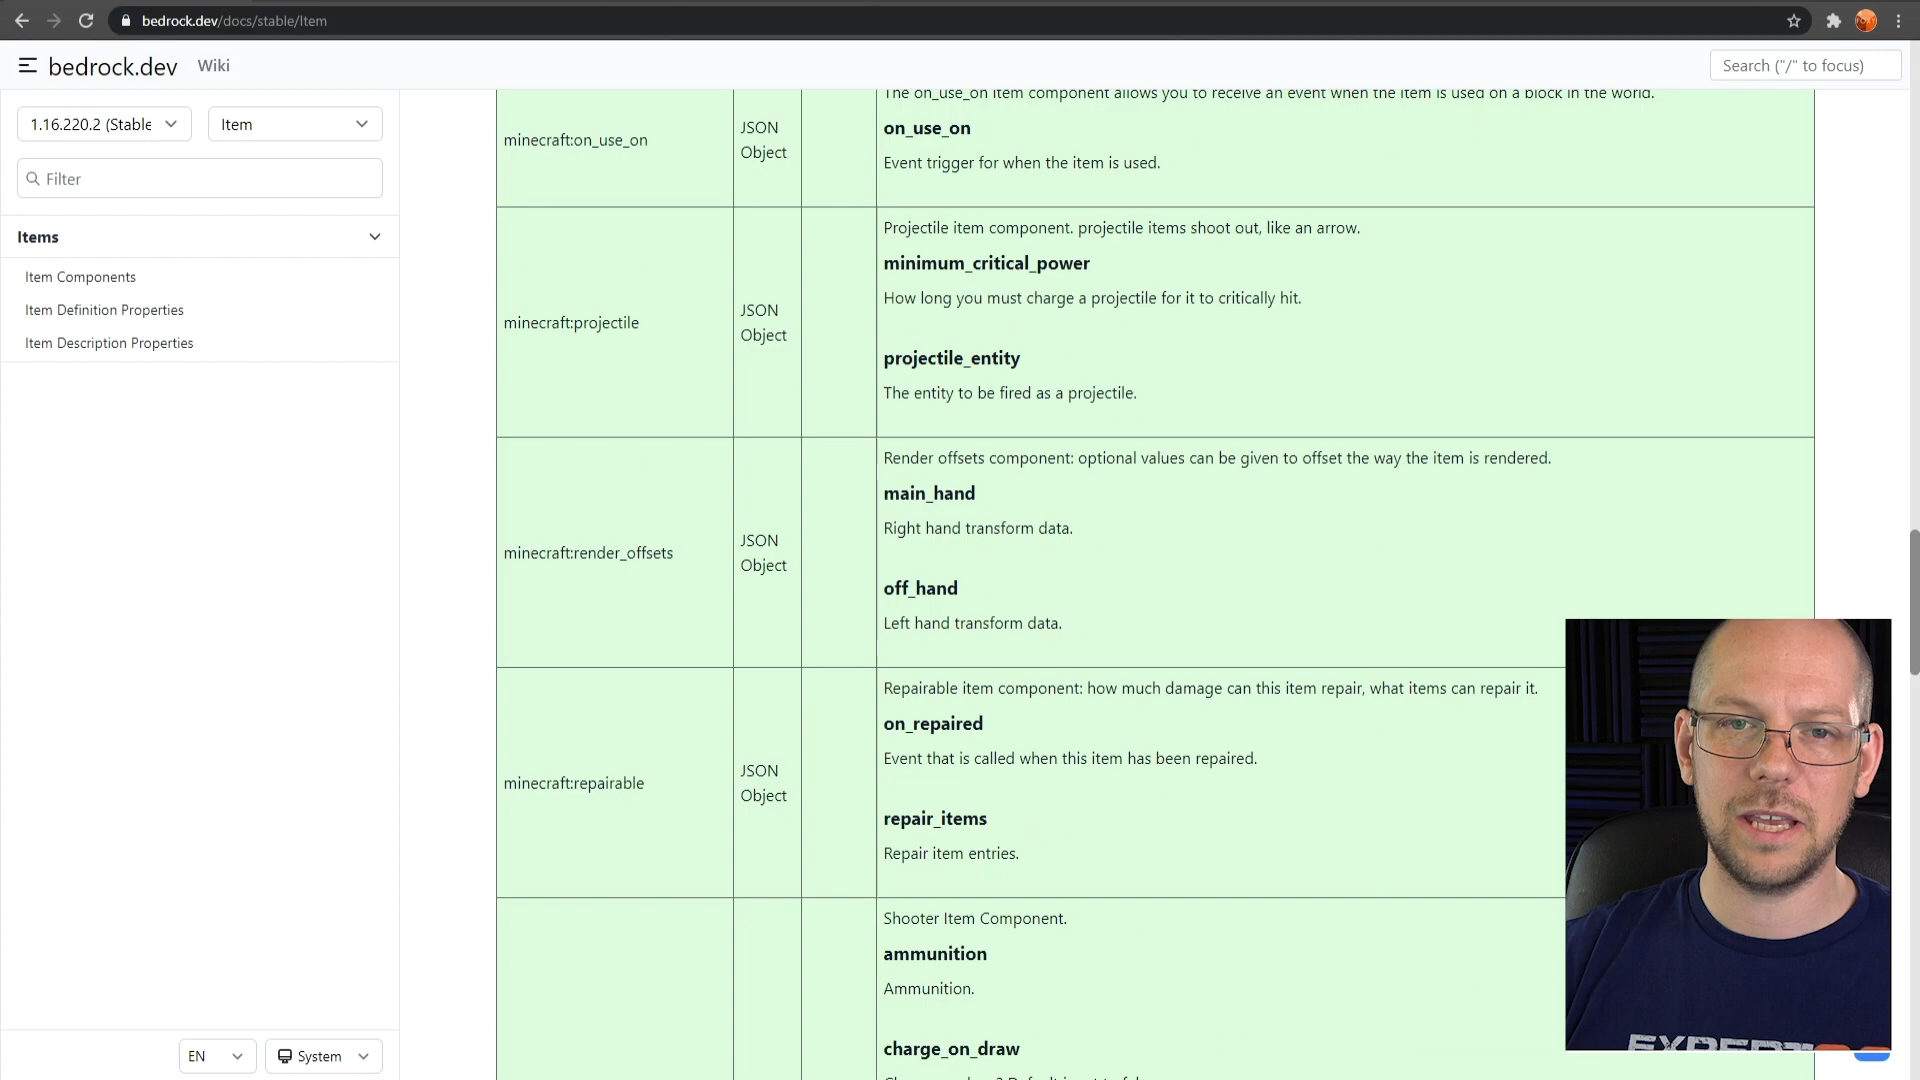 bedrock.dev/docs/stable/Item
bedrock.dev
Wiki
Search ("/" to focus)
1.16.220.2 (Stable
Item
Filter
Items
Item Components
Item Definition Properties
Item Description Properties
EN
System
The on_use_on item component allows you to receive an event when the item is used on a block in the world.
minecraft:on_use_on
JSON
Object
on_use_on
Event trigger for when the item is used.
minecraft:projectile
JSON
Object
Projectile item component. projectile items shoot out, like an arrow.
minimum_critical_power
How long you must charge a projectile for it to critically hit.
projectile_entity
The entity to be fired as a projectile.
minecraft:render_offsets
JSON
Object
Render offsets component: optional values can be given to offset the way the item is rendered.
main_hand
Right hand transform data.
off_hand
Left hand transform data.
minecraft:repairable
JSON
Object
Repairable item component: how much damage can this item repair, what items can repair it.
on_repaired
Event that is called when this item has been repaired.
repair_items
Repair item entries.
Shooter Item Component.
ammunition
Ammunition.
charge_on_draw